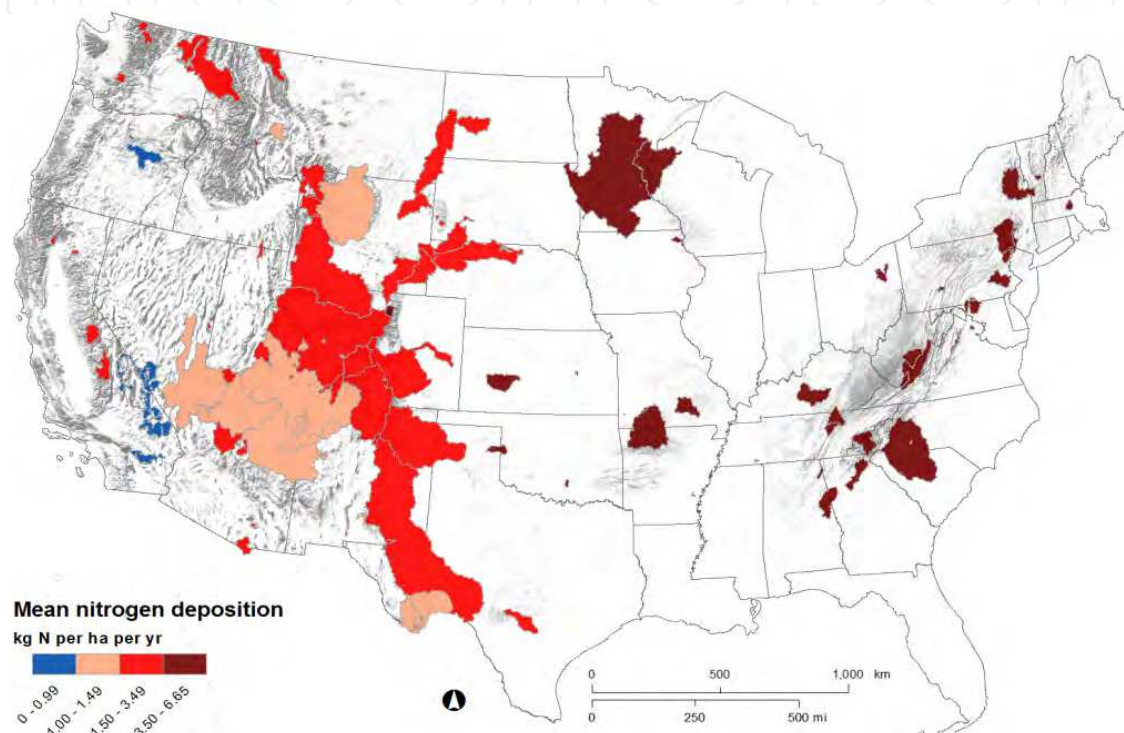 Mean nitrogen deposition
kg N per ha per yr
0 - 0.99
1.00 - 1.49
1.50 - 3.49
3.50 - 6.65
0 500 1,000 km
0 250 500 mi